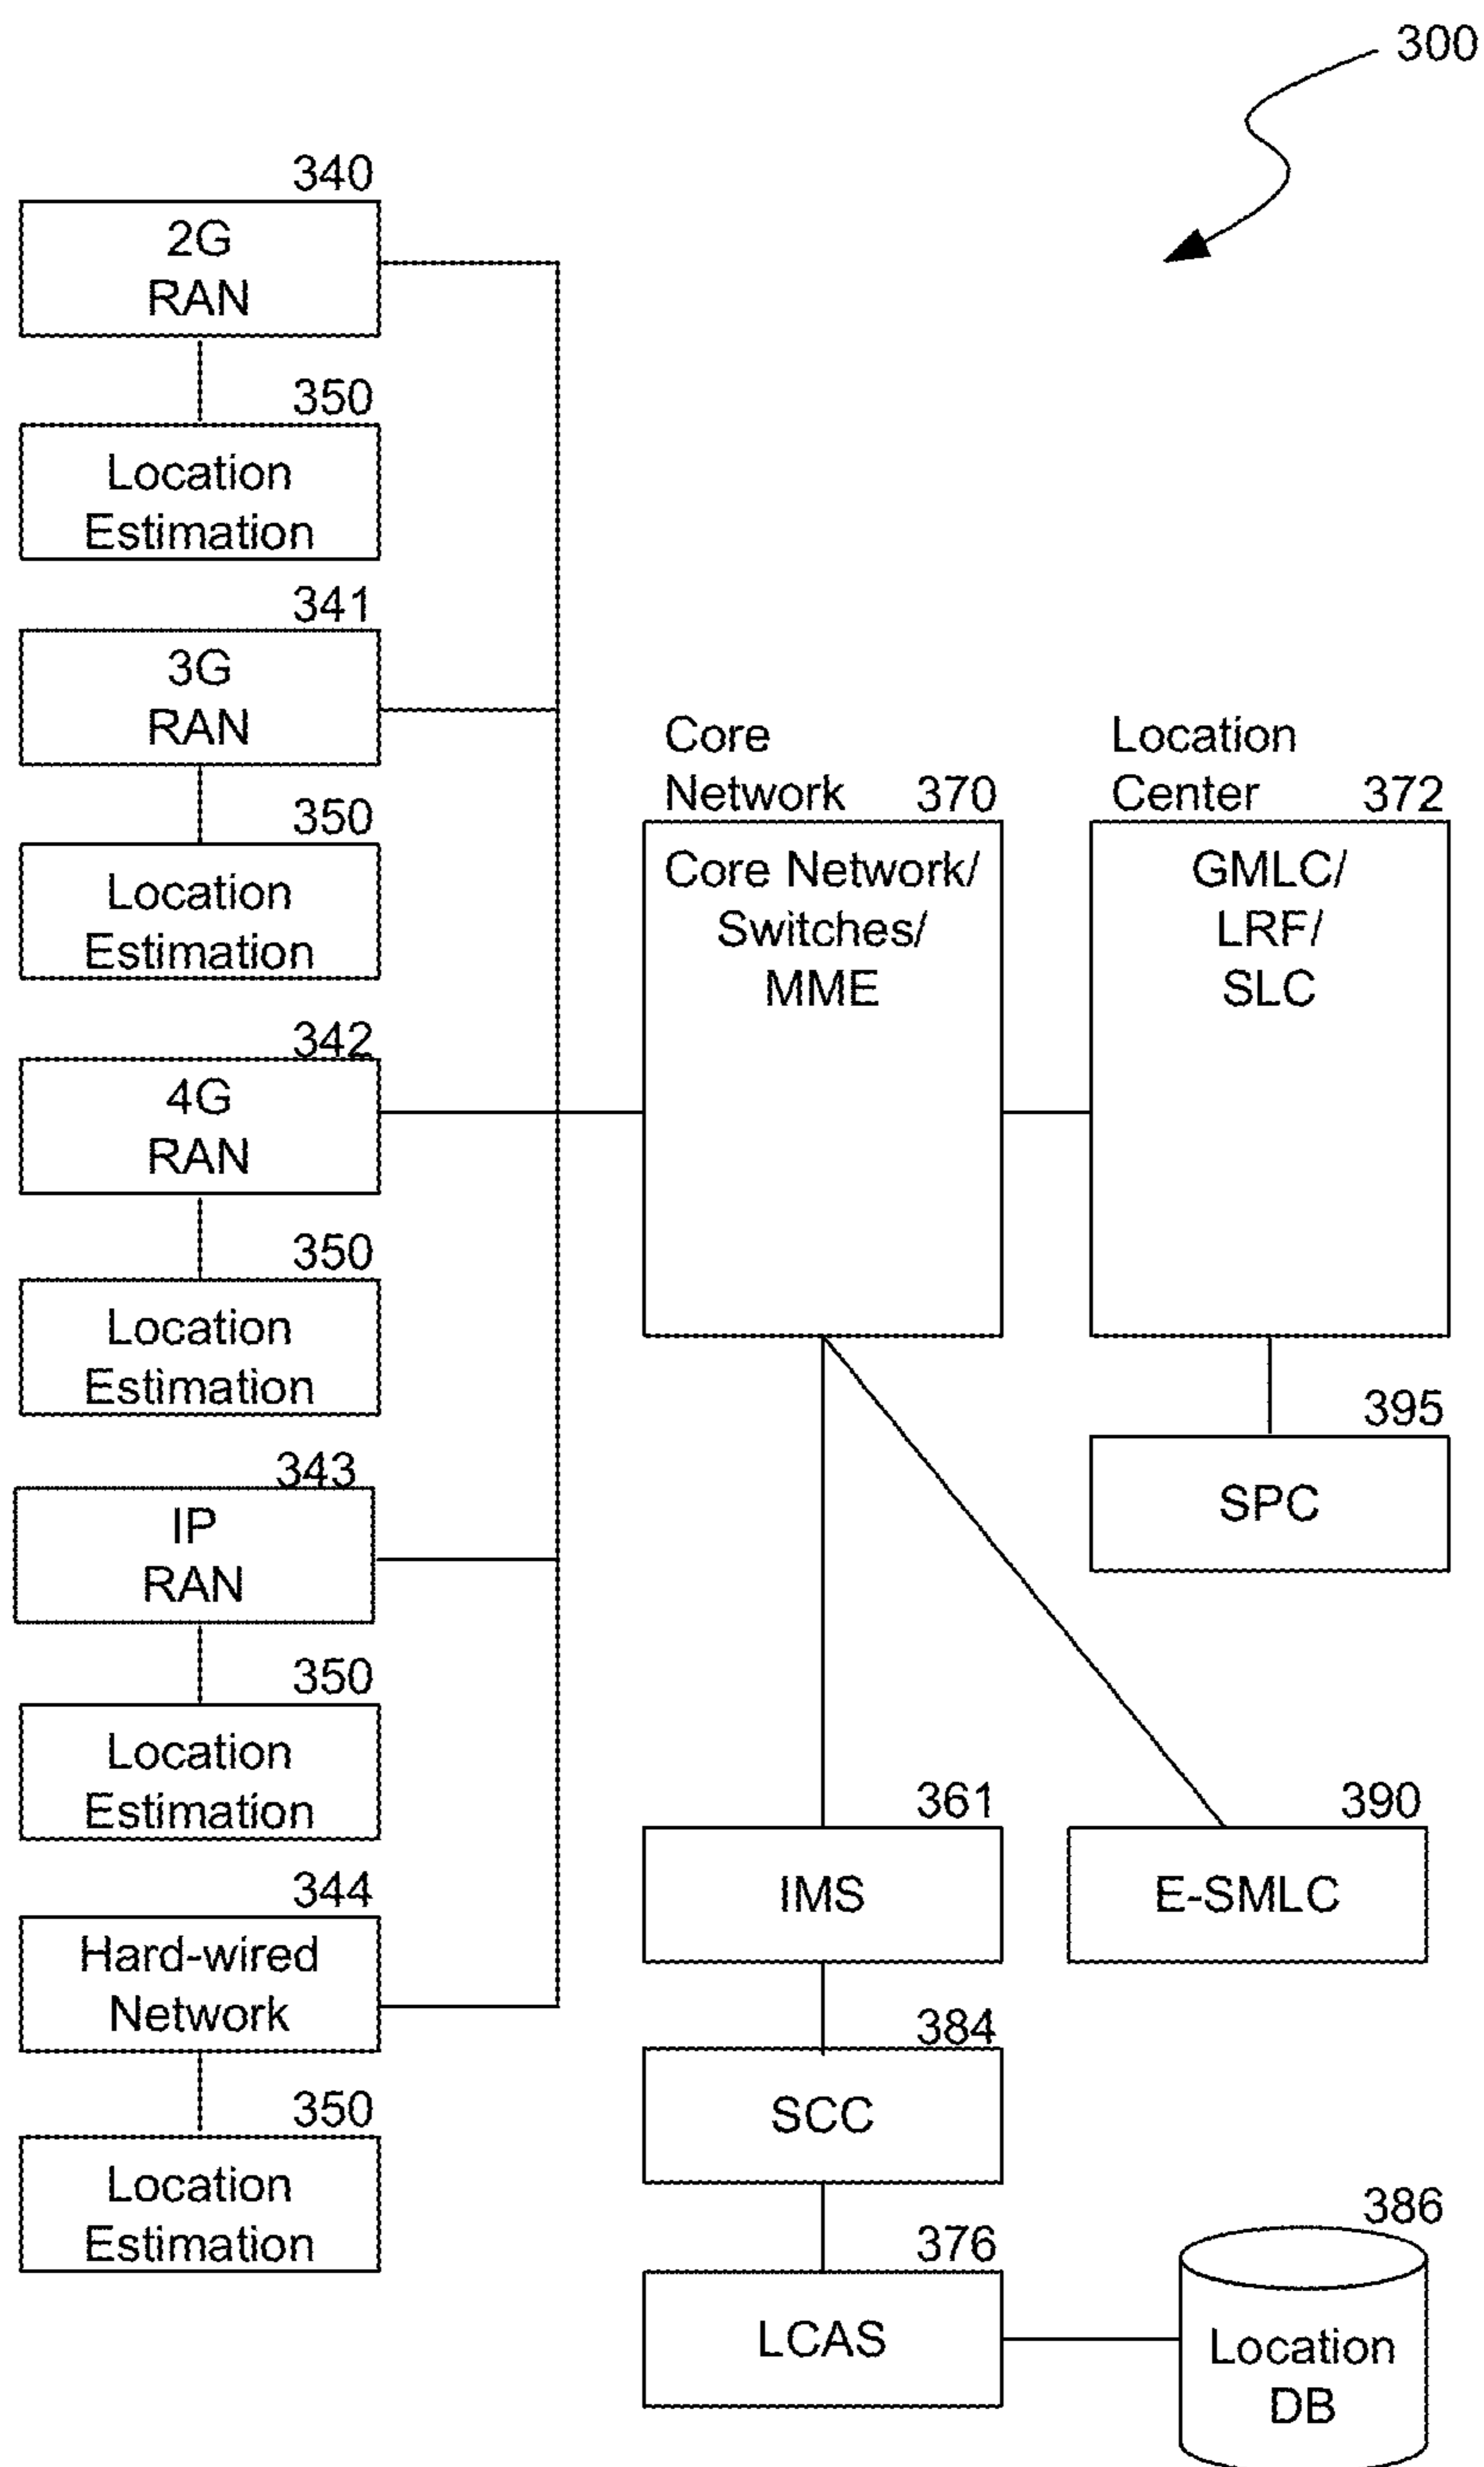 300
340
2G
RAN
350
Location
Estimation
341
3G
RAN
350
Location
Estimation
342
4G
RAN
350
Location
Estimation
343
IP
RAN
350
Location
Estimation
344
Hard-wired
Network
350
Location
Estimation
Core
Network 370
Core Network/
Switches/
MME
Location
Center 372
GMLC/
LRF/
SLC
395
SPC
361
IMS
390
E-SMLC
384
SCC
376
LCAS
386
Location
DB